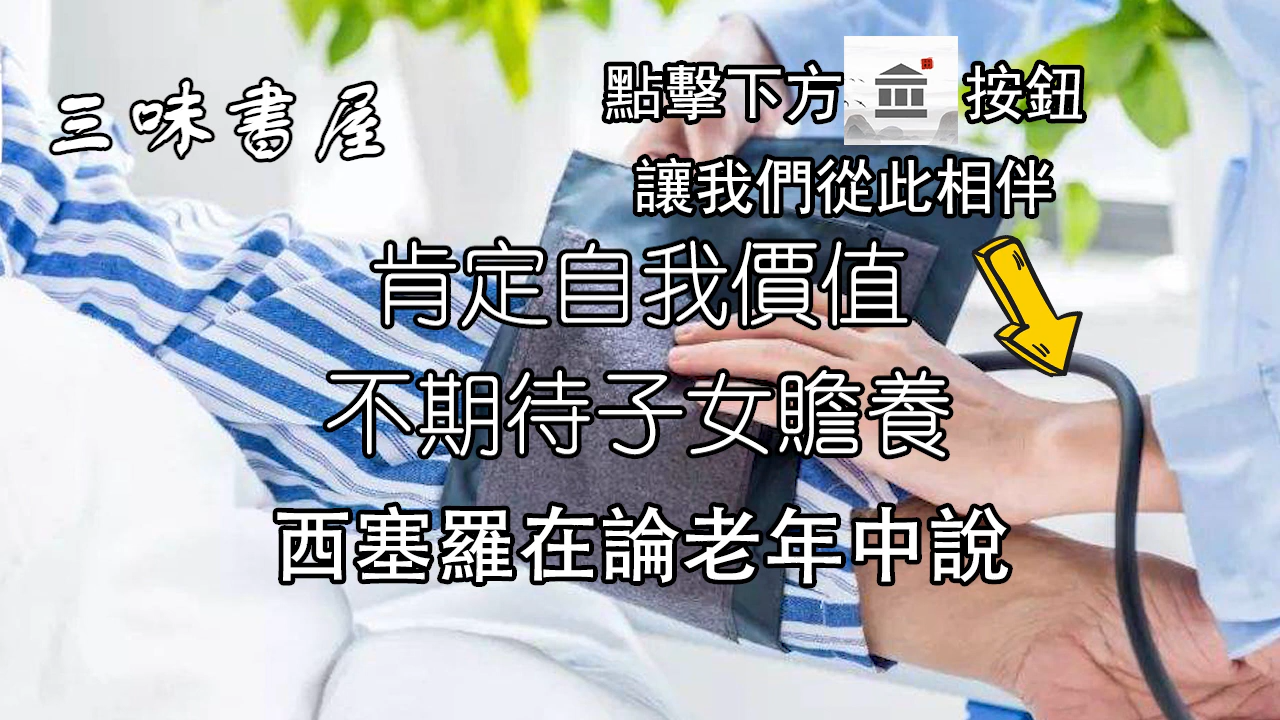 三味書屋
點擊下方 按鈕
讓我們從此相伴
肯定自我價值
不期待子女贍養
西塞羅在論老年中說